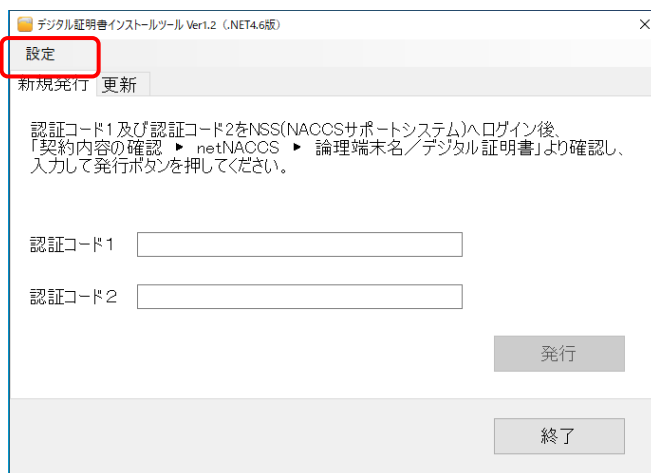 デジタル証明書インストールツール Ver1.2（.NET4.6版）
設定
新規発行 更新
認証コード1及び認証コード2をNSS(NACCSサポートシステム)へログイン後、
「契約内容の確認 ▶ netNACCS ▶ 論理端末名／デジタル証明書」より確認し、
入力して発行ボタンを押してください。
認証コード1
認証コード2
発行
終了